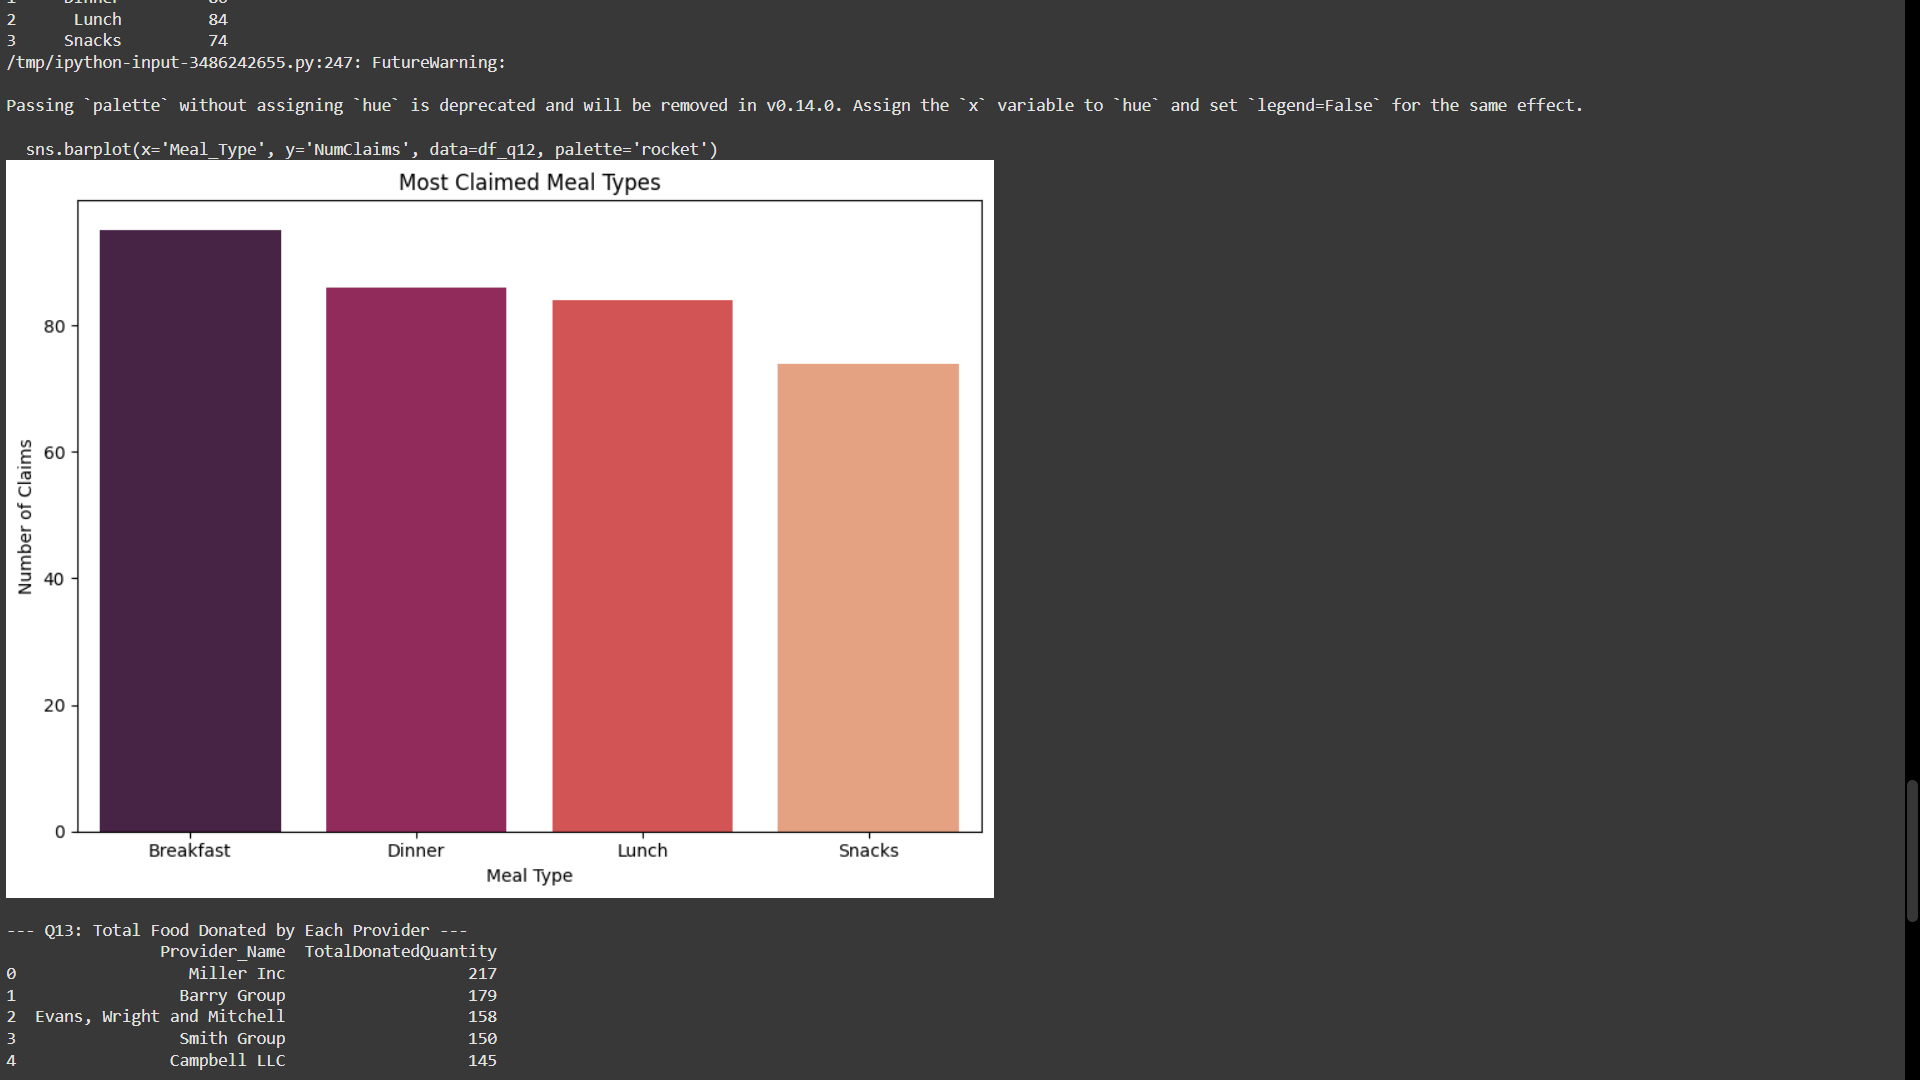 1 Dinner 86
2 Lunch 84
3 Snacks 74
/tmp/ipython-input-3486242655.py:247: FutureWarning:
Passing `palette` without assigning `hue` is deprecated and will be removed in v0.14.0. Assign the `x` variable to `hue` and set `legend=False` for the same effect.
sns.barplot(x='Meal_Type', y='NumClaims', data=df_q12, palette='rocket')
Most Claimed Meal Types
Number of Claims
80
60
40
20
0
Breakfast Dinner Lunch Snacks
Meal Type
--- Q13: Total Food Donated by Each Provider ---
Provider_Name TotalDonatedQuantity
0 Miller Inc 217
1 Barry Group 179
2 Evans, Wright and Mitchell 158
3 Smith Group 150
4 Campbell LLC 145